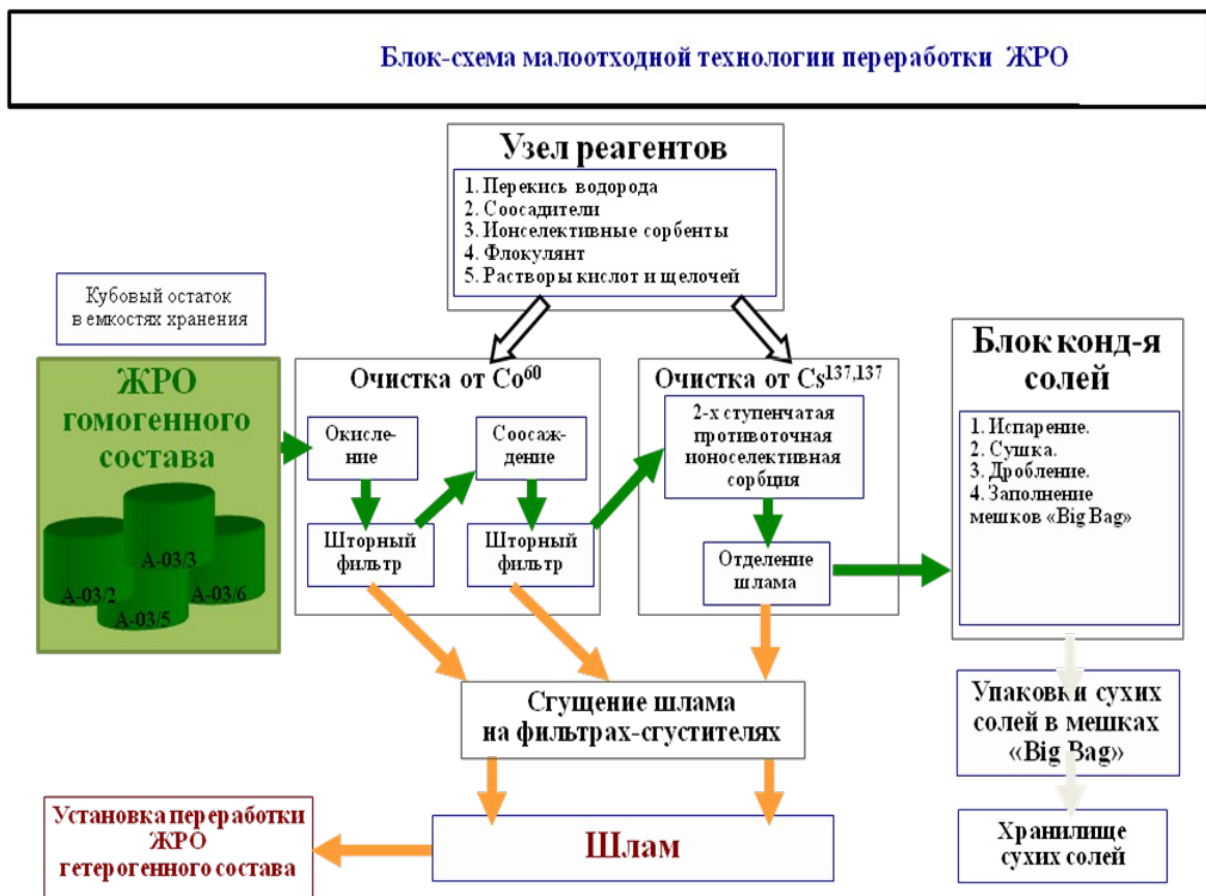 Блок-схема малоотходной технологии переработки ЖРО
Узел реагентов
1. Перекись водорода
2. Соосадители
3. Ионселективные сорбенты
4. Флокулянт
5. Растворы кислот и щелочей
Кубовый остаток
в емкостях хранения
ЖРО
гомогенного
состава
А-03/3
А-03/2
А-03/6
А-03/5
Очистка от Co60
Окисле-
ние
Шторный
фильтр
Соосаж-
дение
Шторный
фильтр
Очистка от Cs137,137
2-х ступенчатая
противоточная
ионоселективная
сорбция
Отделение
шлама
Блок конд-я
солей
1. Испарение.
2. Сушка.
3. Дробление.
4. Заполнение
мешков «Big Bag»
Сгущение шлама
на фильтрах-сгустителях
Упаковки сухих
солей в мешках
«Big Bag»
Установка переработки
ЖРО
гетерогенного состава
Шлам
Хранилище
сухих солей